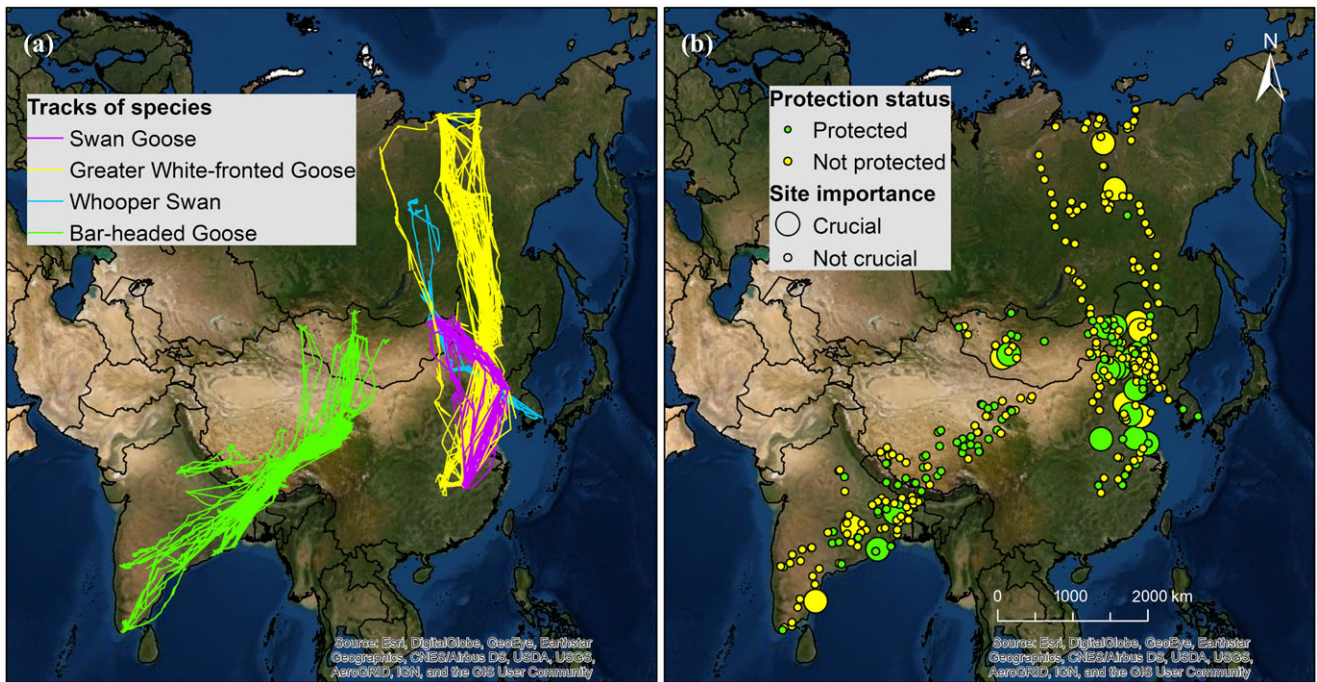 (a)
Tracks of species
Swan Goose
Greater White-fronted Goose
Whooper Swan
Bar-headed Goose
Source: Esri, DigitalGlobe, GeoEye, Earthstar
Geographics, CNES/Airbus DS, USDA, USGS,
AeroGRID, IGN, and the GIS User Community
(b)
N
Protection status
Protected
Not protected
Site importance
Crucial
Not crucial
0 1000 2000 km
Source: Esri, DigitalGlobe, GeoEye, Earthstar
Geographics, CNES/Airbus DS, USDA, USGS,
AeroGRID, IGN, and the GIS User Community